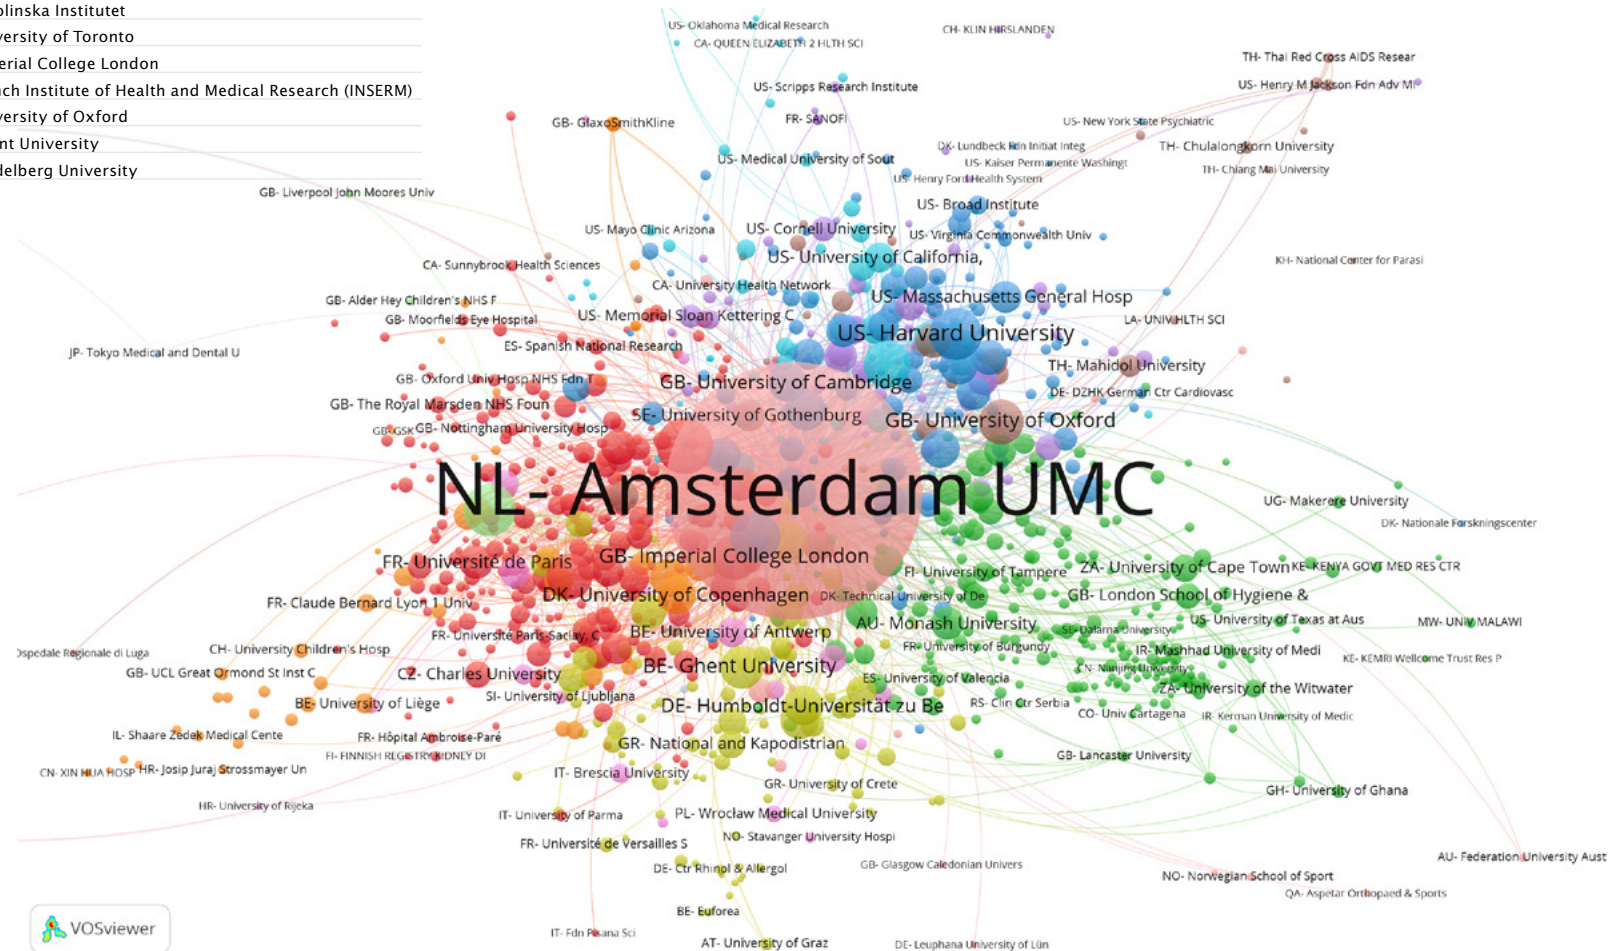 olinska Institutet
versity of Toronto
erial College London
nch Institute of Health and Medical Research (INSERM)
versity of Oxford
nt University
delberg University
US- Oklahoma Medical Research
CA- QUEEN ELIZABETH 2 HLTH SCI
CH- KLIN HIRSLANDEN
TH- Thai Red Cross AIDS Resear
US- Scripps Research Institute
US- Henry M Jackson Fdn Adv Mi
GB- GlaxoSmithKline
FR- SANOFI
US- New York State Psychiatric
DK- Lundbeck Fdn Initiat Integ
TH- Chulalongkorn University
US- Medical University of Sout
US- Kaiser Permanente Washingt
TH- Chiang Mai University
US- Henry Ford Health System
GB- Liverpool John Moores Univ
US- Broad Institute
US- Mayo Clinic Arizona
US- Cornell University
US- Virginia Commonwealth Univ
US- University of California,
KH- National Center for Parasi
CA- Sunnybrook Health Sciences
CA- University Health Network
US- Massachusetts General Hosp
GB- Alder Hey Children's NHS F
US- Memorial Sloan Kettering C
GB- Moorfields Eye Hospital
LA- UNIV HLTH SCI
US- Harvard University
ES- Spanish National Research
JP- Tokyo Medical and Dental U
TH- Mahidol University
GB- Oxford Univ Hosp NHS Fdn T
GB- University of Cambridge
DE- DZHK German Ctr Cardiovasc
GB- The Royal Marsden NHS Foun
SE- University of Gothenburg
GB- University of Oxford
GB- GSK
GB- Nottingham University Hosp
NL- Amsterdam UMC
UG- Makerere University
DK- Nationale Forskningscenter
FR- Université de Paris
GB- Imperial College London
FI- University of Tampere
ZA- University of Cape Town
KE- KENYA GOVT MED RES CTR
DK- University of Copenhagen
DK- Technical University of De
GB- London School of Hygiene &
FR- Claude Bernard Lyon 1 Univ
AU- Monash University
US- University of Texas at Aus
MW- UNIV MALAWI
FR- Université Paris-Saclay, C
BE- University of Antwerp
SE- Dalarna University
Ospedale Regionale di Luga
CH- University Children's Hosp
FR- University of Burgundy
IR- Mashhad University of Medi
KE- KEMRI Wellcome Trust Res P
GB- UCL Great Ormond St Inst C
CZ- Charles University
BE- Ghent University
CN- Nanjing University
ES- University of Valencia
ZA- University of the Witwater
BE- University of Liège
SI- University of Ljubljana
DE- Humboldt-Universität zu Be
RS- Clin Ctr Serbia
CO- Univ Cartagena
IR- Kerman University of Medic
IL- Shaare Zedek Medical Cente
FR- Hôpital Ambroise-Paré
GR- National and Kapodistrian
FI- FINNISH REGISTRY KIDNEY DI
GB- Lancaster University
CN- XIN HUA HOSP
HR- Josip Juraj Strossmayer Un
IT- Brescia University
GR- University of Crete
GH- University of Ghana
HR- University of Rijeka
IT- University of Parma
PL- Wroclaw Medical University
NO- Stavanger University Hospi
FR- Université de Versailles S
AU- Federation University Aust
DE- Ctr Rhinol & Allergol
GB- Glasgow Caledonian Univers
NO- Norwegian School of Sport
QA- Aspetar Orthopaed & Sports
BE- Euforea
VOSviewer
IT- Fdn Pisana Sci
AT- University of Graz
DE- Leuphana University of Lün